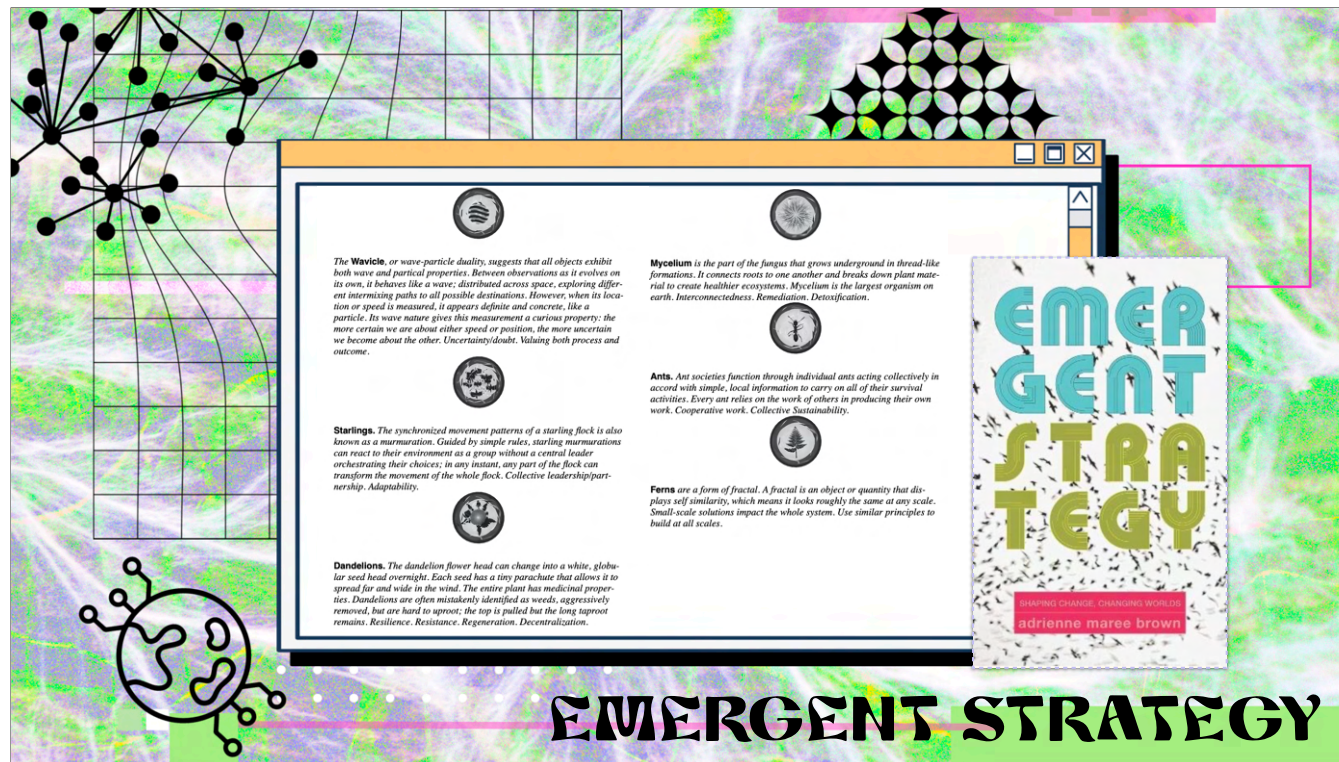 The Wavicle, or wave-particle duality, suggests that all objects exhibit
both wave and partical properties. Between observations as it evolves on
its own, it behaves like a wave; distributed across space, exploring differ-
ent intermixing paths to all possible destinations. However, when its loca-
tion or speed is measured, it appears definite and concrete, like a
particle. Its wave nature gives this measurement a curious property: the
more certain we are about either speed or position, the more uncertain
we become about the other. Uncertainty/doubt. Valuing both process and
outcome.
Starlings. The synchronized movement patterns of a starling flock is also
known as a murmuration. Guided by simple rules, starling murmurations
can react to their environment as a group without a central leader
orchestrating their choices; in any instant, any part of the flock can
transform the movement of the whole flock. Collective leadership/part-
nership. Adaptability.
Dandelions. The dandelion flower head can change into a white, globu-
lar seed head overnight. Each seed has a tiny parachute that allows it to
spread far and wide in the wind. The entire plant has medicinal proper-
ties. Dandelions are often mistakenly identified as weeds, aggressively
removed, but are hard to uproot; the top is pulled but the long taproot
remains. Resilience. Resistance. Regeneration. Decentralization.
Mycelium is the part of the fungus that grows underground in thread-like
formations. It connects roots to one another and breaks down plant mate-
rial to create healthier ecosystems. Mycelium is the largest organism on
earth. Interconnectedness. Remediation. Detoxification.
Ants. Ant societies function through individual ants acting collectively in
accord with simple, local information to carry on all of their survival
activities. Every ant relies on the work of others in producing their own
work. Cooperative work. Collective Sustainability.
Ferns are a form of fractal. A fractal is an object or quantity that dis-
plays self similarity, which means it looks roughly the same at any scale.
Small-scale solutions impact the whole system. Use similar principles to
build at all scales.
EMER
GENT
STRA
TEGY
SHAPING CHANGE, CHANGING WORLDS
adrienne maree brown
EMERGENT STRATEGY